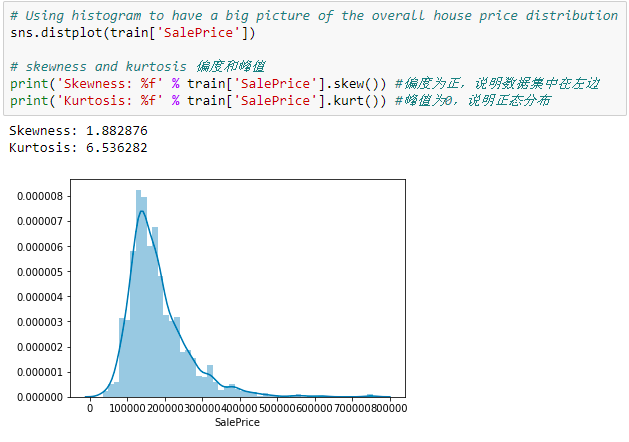 # Using histogram to have a big picture of the overall house price distribution
sns.distplot(train['SalePrice'])
# skewness and kurtosis 偏度和峰值
print('Skewness: %f' % train['SalePrice'].skew()) #偏度为正，说明数据集中在左边
print('Kurtosis: %f' % train['SalePrice'].kurt()) #峰值为0，说明正态分布
Skewness: 1.882876
Kurtosis: 6.536282
0.000008
0.000007
0.000006
0.000005
0.000004
0.000003
0.000002
0.000001
0.000000
0 100000 200000 300000 400000 500000 600000 700000 800000
SalePrice